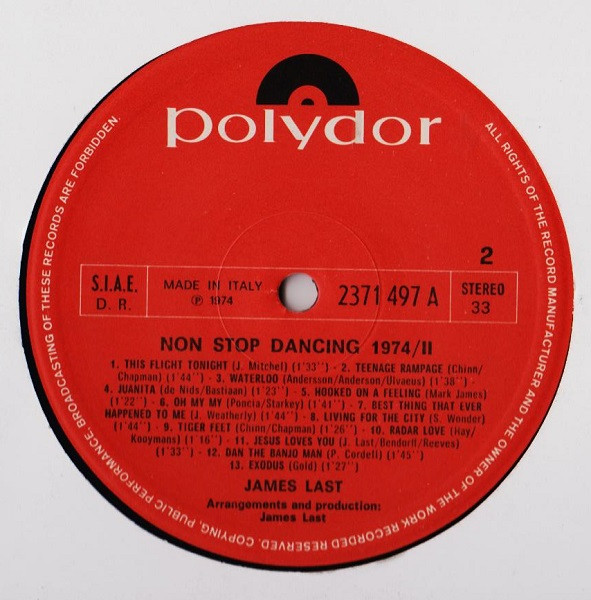 polydor
2
S.I.A.E.
D. R.
MADE IN ITALY
℗ 1974
2371 497 A
STEREO
33
NON STOP DANCING 1974/II
1. THIS FLIGHT TONIGHT (J. Mitchel) (1'33'') - 2. TEENAGE RAMPAGE (Chinn/
Chapman) (1'44'') - 3. WATERLOO (Andersson/Anderson/Ulvaeus) (1'38'') -
4. JUANITA (de Nids/Bastiaan) (1'23'') - 5. HOOKED ON A FEELING (Mark James)
(1'22'') - 6. OH MY MY (Poncia/Starkey) (1'41'') - 7. BEST THING THAT EVER
HAPPENED TO ME (J. Weatherly) (1'44'') - 8. LIVING FOR THE CITY (S. Wonder)
(1'44'') - 9. TIGER FEET (Chinn/Chapman) (1'26'') - 10. RADAR LOVE (Hay/
Kooymans) (1'16'') - 11. JESUS LOVES YOU (J. Last/Bendorff/Reeves)
(1'33'') - 12. DAN THE BANJO MAN (P. Cordell) (1'45'')
13. EXODUS (Gold) (1'27'')
JAMES LAST
Arrangements and production:
James Last
ALL RIGHTS OF THE RECORD MANUFACTURER AND THE OWNER OF THE WORK RECORDED RESERVED. COPYING, PUBLIC PERFORMANCE, BROADCASTING OF THESE RECORDS ARE FORBIDDEN.